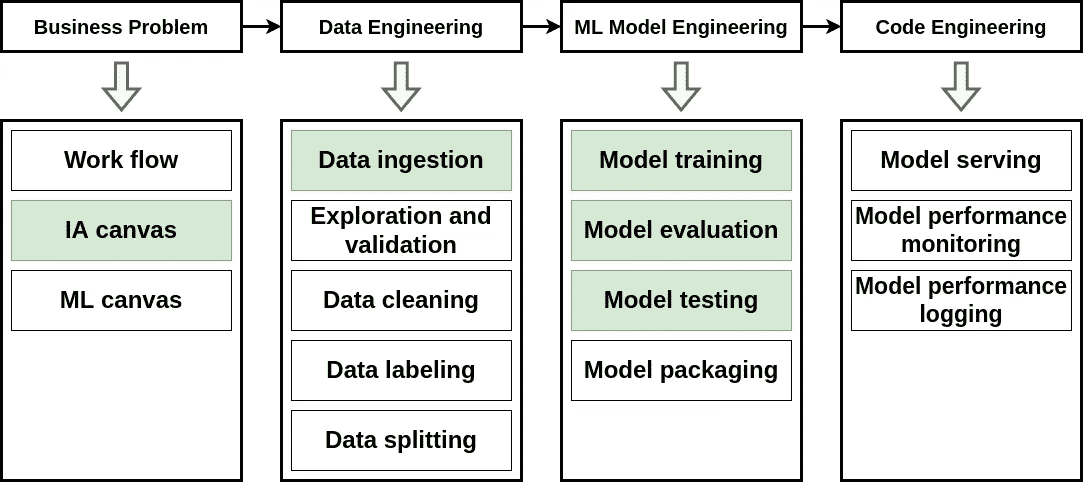 Business Problem
Data Engineering
ML Model Engineering
Code Engineering
Work flow
IA canvas
ML canvas
Data ingestion
Exploration and
validation
Data cleaning
Data labeling
Data splitting
Model training
Model evaluation
Model testing
Model packaging
Model serving
Model performance
monitoring
Model performance
logging